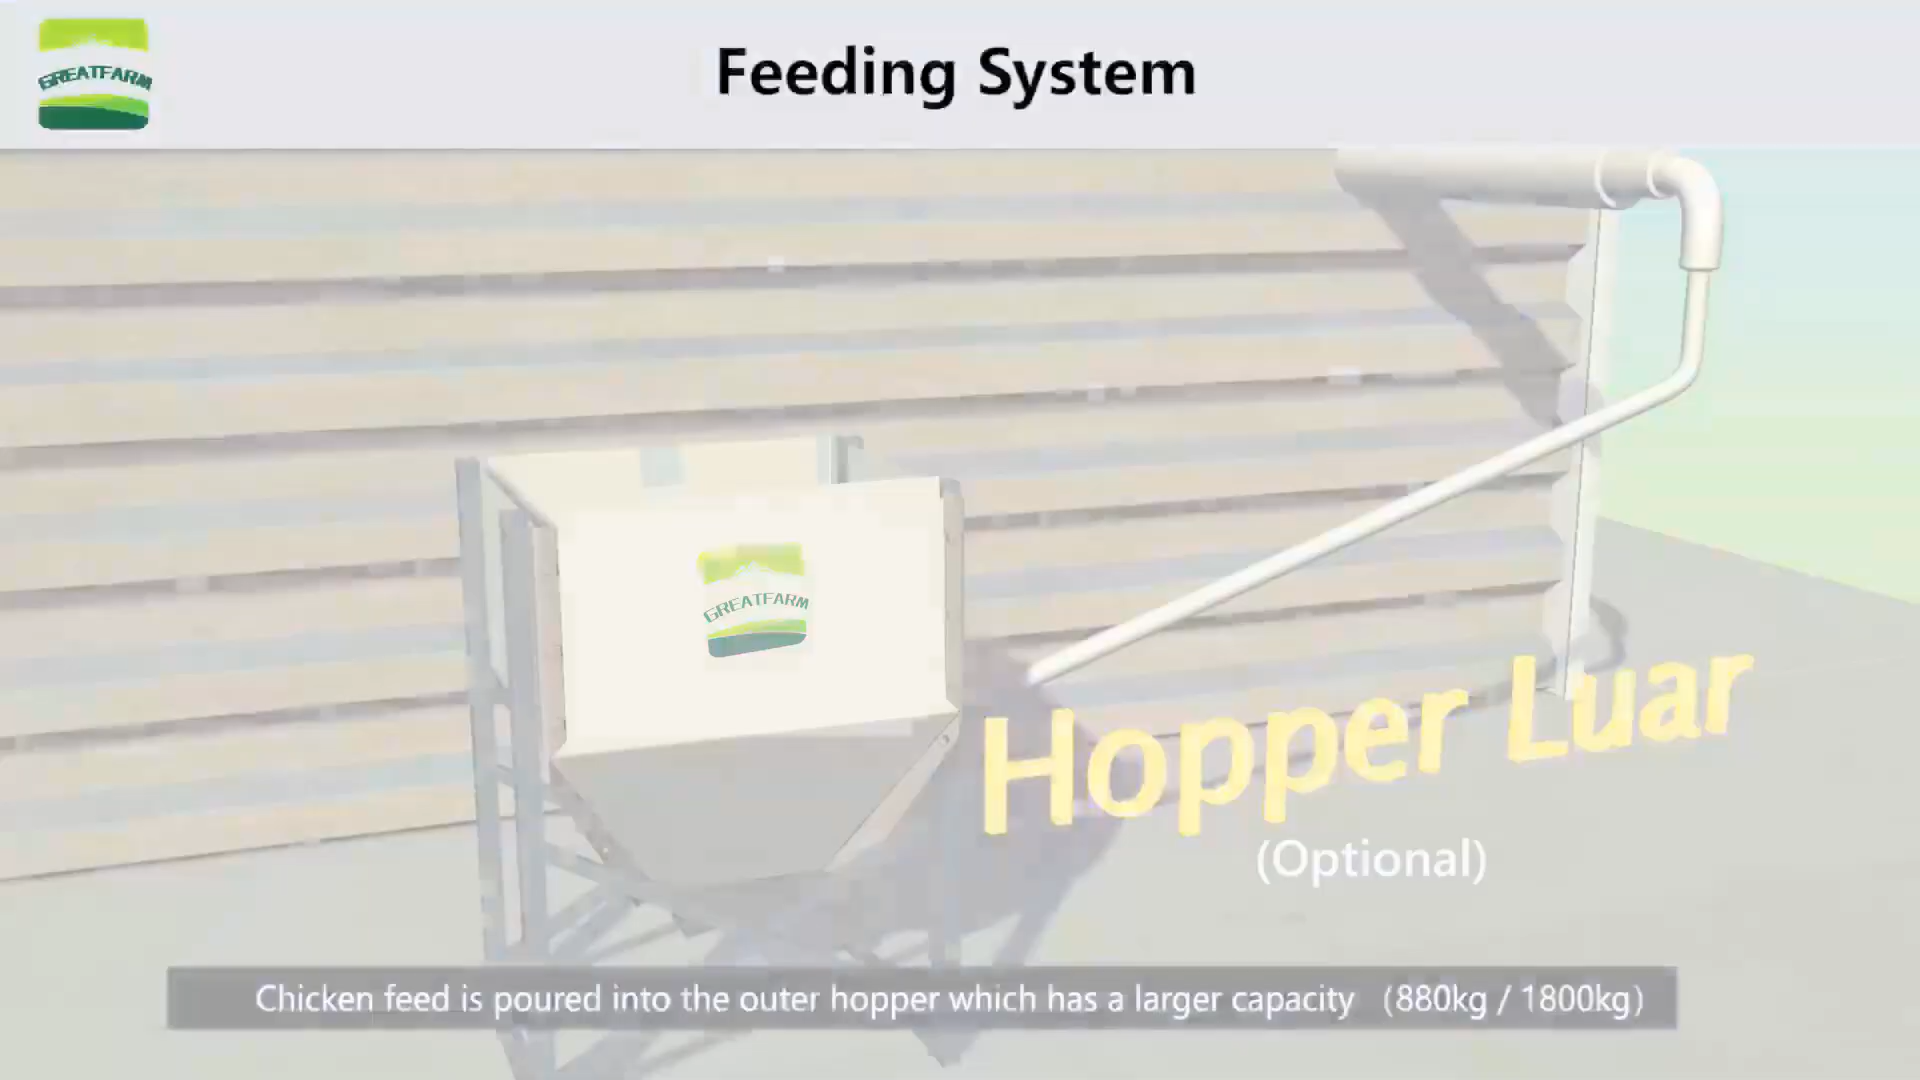 GREATFARM
Feeding System
GREATFARM
Hopper Luar
(Optional)
Chicken feed is poured into the outer hopper which has a larger capacity (880kg / 1800kg)